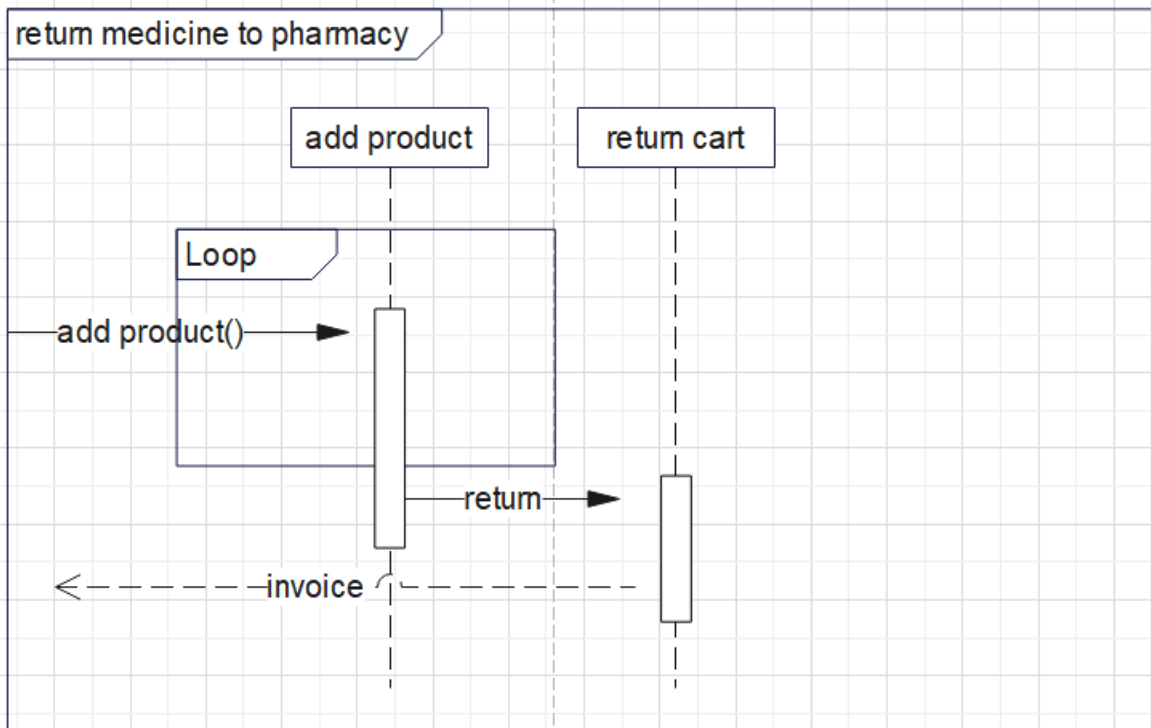 return medicine to pharmacy
add product
return cart
Loop
add product()
return
invoice